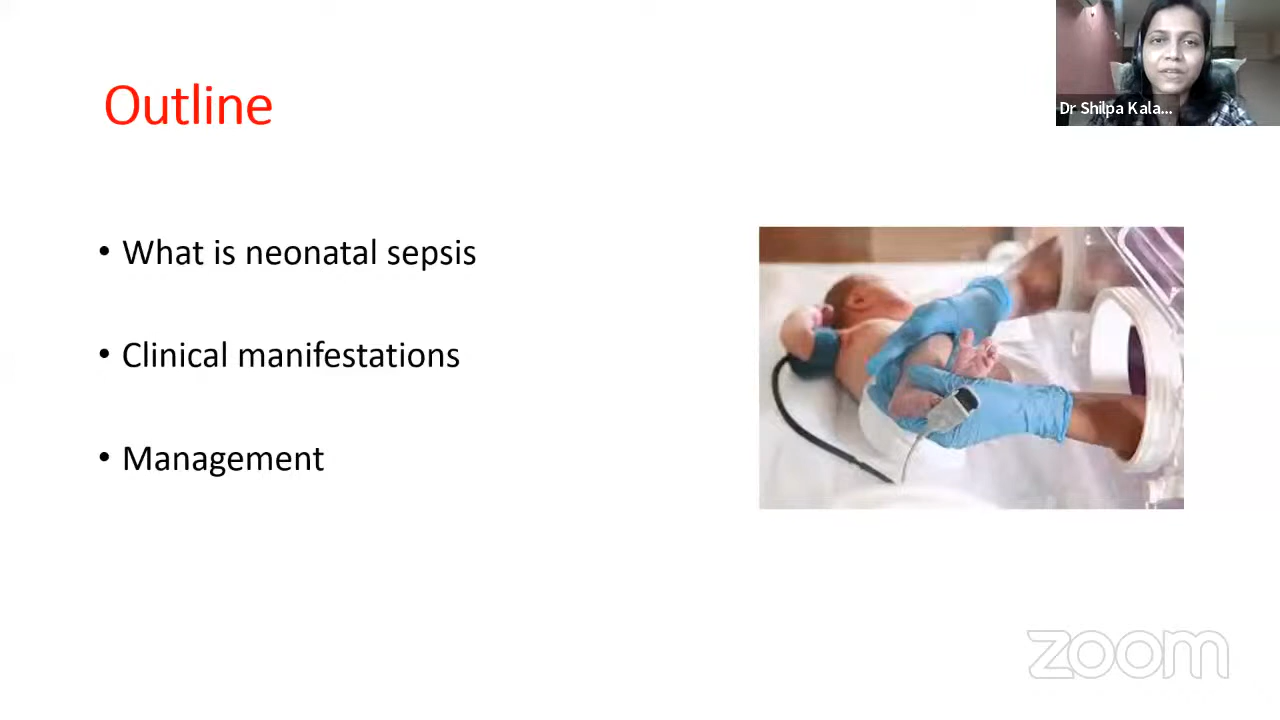 Outline
Dr Shilpa Kala...
• What is neonatal sepsis
• Clinical manifestations
• Management
zoom